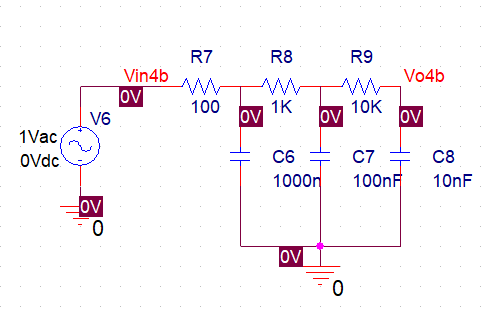 R7 R8 R9
Vin4b Vo4b
0V 100 1K 10K
0V 0V 0V
V6
1Vac
0Vdc
C6 C7 C8
1000n 100nF 10nF
0V
0
0V
0